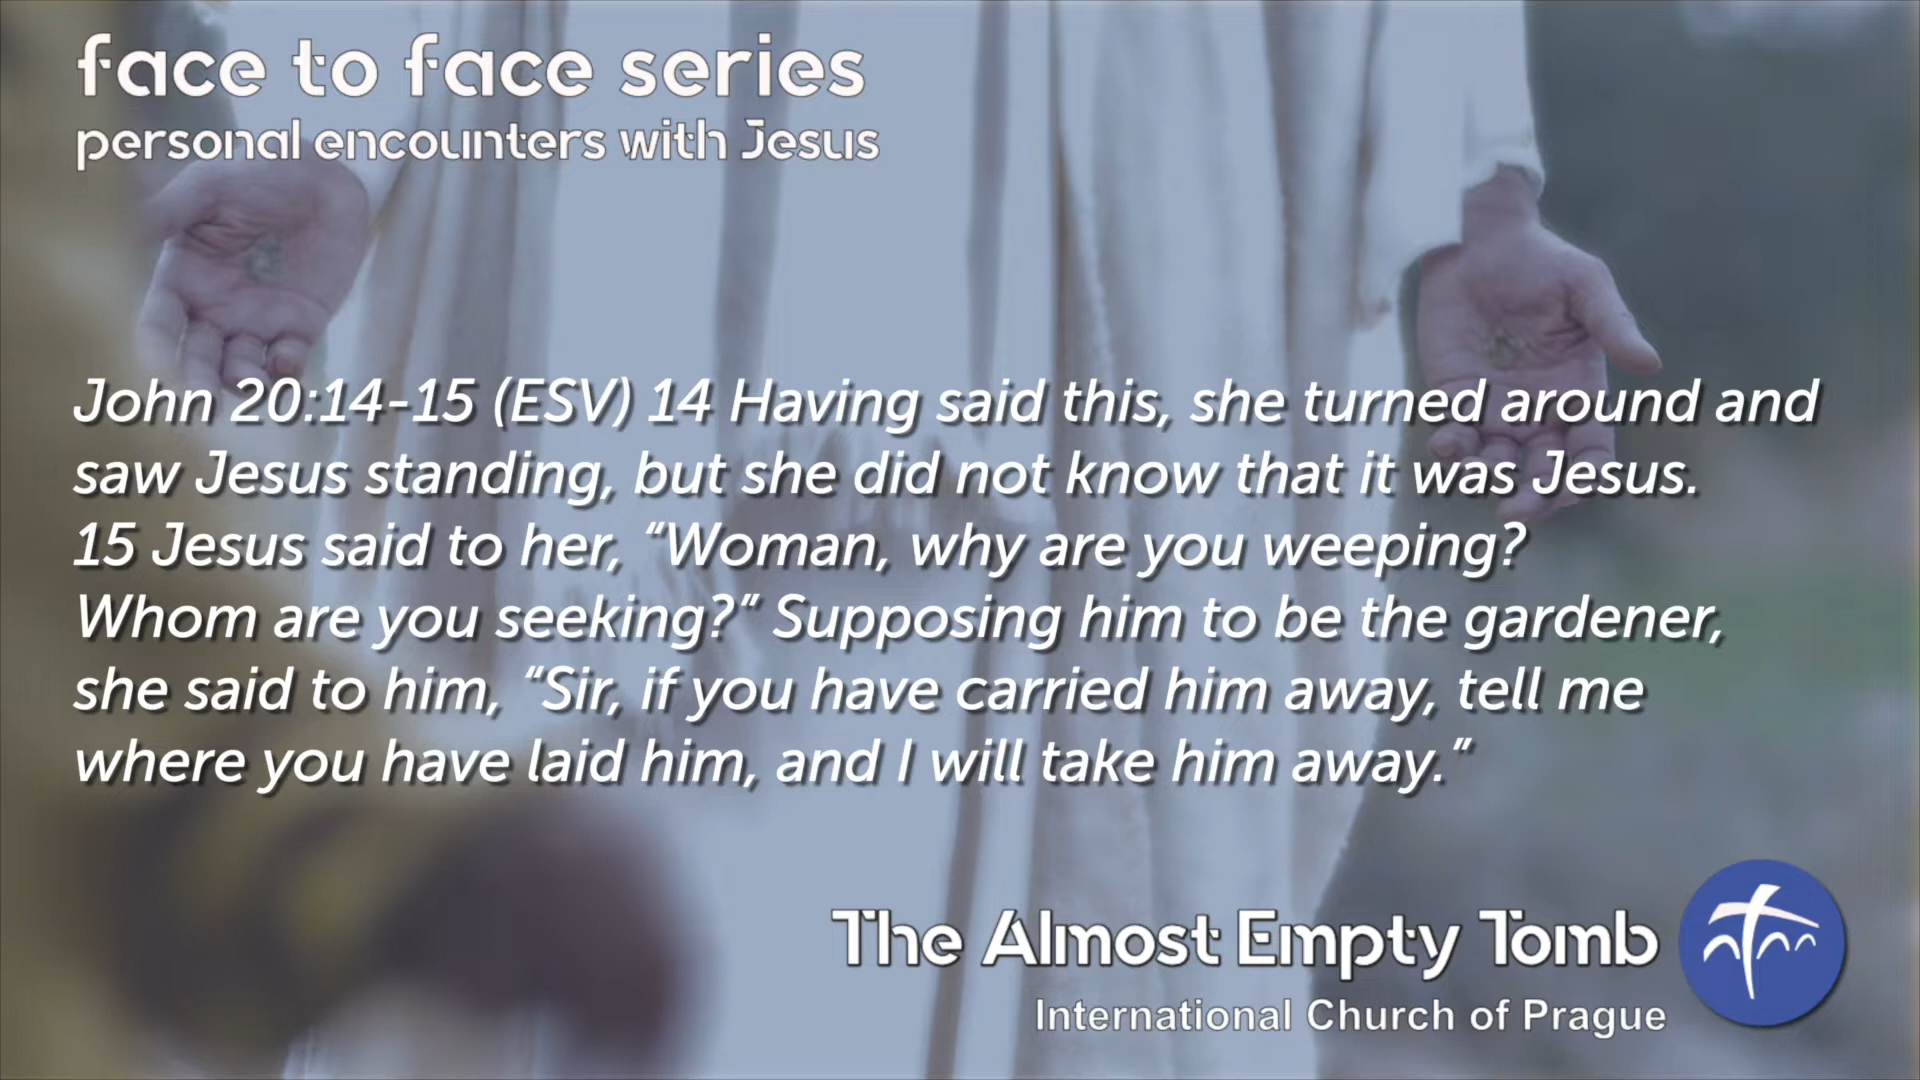 face to face series
personal encounters with Jesus
John 20:14-15 (ESV) 14 Having said this, she turned around and
saw Jesus standing, but she did not know that it was Jesus.
15 Jesus said to her, “Woman, why are you weeping?
Whom are you seeking?” Supposing him to be the gardener,
she said to him, “Sir, if you have carried him away, tell me
where you have laid him, and I will take him away.”
The Almost Empty Tomb
International Church of Prague